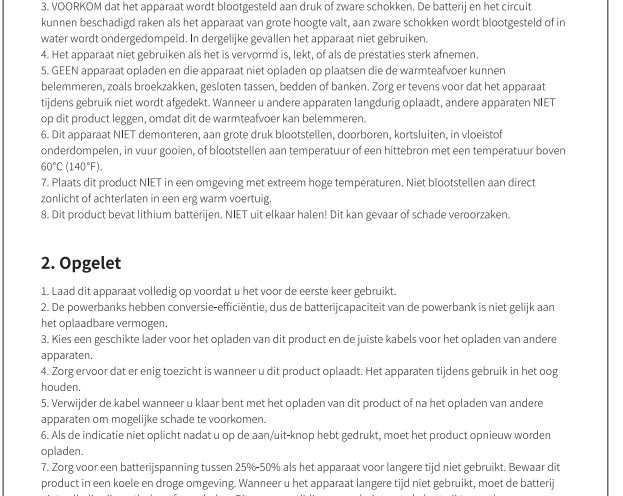 3. VOORKOM dat het apparaat wordt blootgesteld aan druk of zware schokken. De batterij en het circuit
kunnen beschadigd raken als het apparaat van grote hoogte valt, aan zware schokken wordt blootgesteld of in
water wordt ondergedompeld. In dergelijke gevallen het apparaat niet gebruiken.
4. Het apparaat niet gebruiken als het is vervormd is, lekt, of als de prestaties sterk afnemen.
5. GEEN apparaat opladen en die apparaat niet opladen op plaatsen die de warmteafvoer kunnen
belemmeren, zoals broekzakken, gesloten tassen, bedden of banken. Zorg er tevens voor dat het apparaat
tijdens gebruik niet wordt afgedekt. Wanneer u andere apparaten langdurig oplaadt, andere apparaten NIET
op dit product leggen, omdat dit de warmteafvoer kan belemmeren.
6. Dit apparaat NIET demonteren, aan grote druk blootstellen, doorboren, kortsluiten, in vloeistof
onderdompelen, in vuur gooien, of blootstellen aan temperatuur of een hittebron met een temperatuur boven
60°C (140°F).
7. Plaats dit product NIET in een omgeving met extreem hoge temperaturen. Niet blootstellen aan direct
zonlicht of achterlaten in een erg warm voertuig.
8. Dit product bevat lithium batterijen. NIET uit elkaar halen! Dit kan gevaar of schade veroorzaken.
2. Opgelet
1. Laad dit apparaat volledig op voordat u het voor de eerste keer gebruikt.
2. De powerbanks hebben conversie-efficiëntie, dus de batterijcapaciteit van de powerbank is niet gelijk aan
het oplaadbare vermogen.
3. Kies een geschikte lader voor het opladen van dit product en de juiste kabels voor het opladen van andere
apparaten.
4. Zorg ervoor dat er enig toezicht is wanneer u dit product oplaadt. Het apparaten tijdens gebruik in het oog
houden.
5. Verwijder de kabel wanneer u klaar bent met het opladen van dit product of na het opladen van andere
apparaten om mogelijke schade te voorkomen.
6. Als de indicatie niet oplicht nadat u op de aan/uit-knop hebt gedrukt, moet het product opnieuw worden
opladen.
7. Zorg voor een batterijspanning tussen 25%-50% als het apparaat voor langere tijd niet gebruikt. Bewaar dit
product in een koele en droge omgeving. Wanneer u het apparaat langere tijd niet gebruikt, moet de batterij